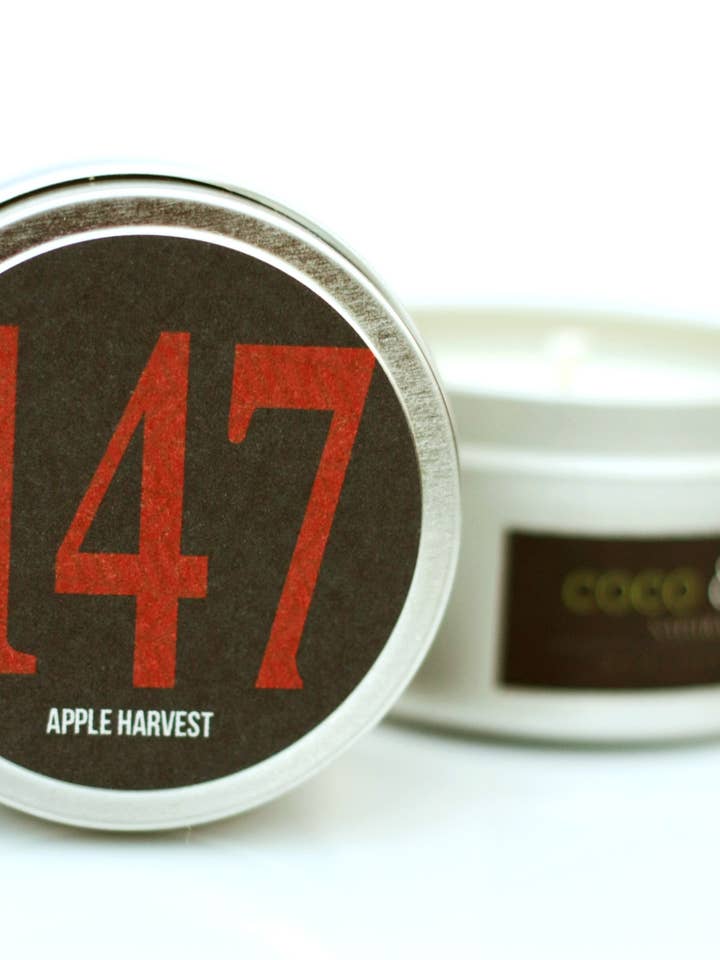 147
APPLE HARVEST
coco &